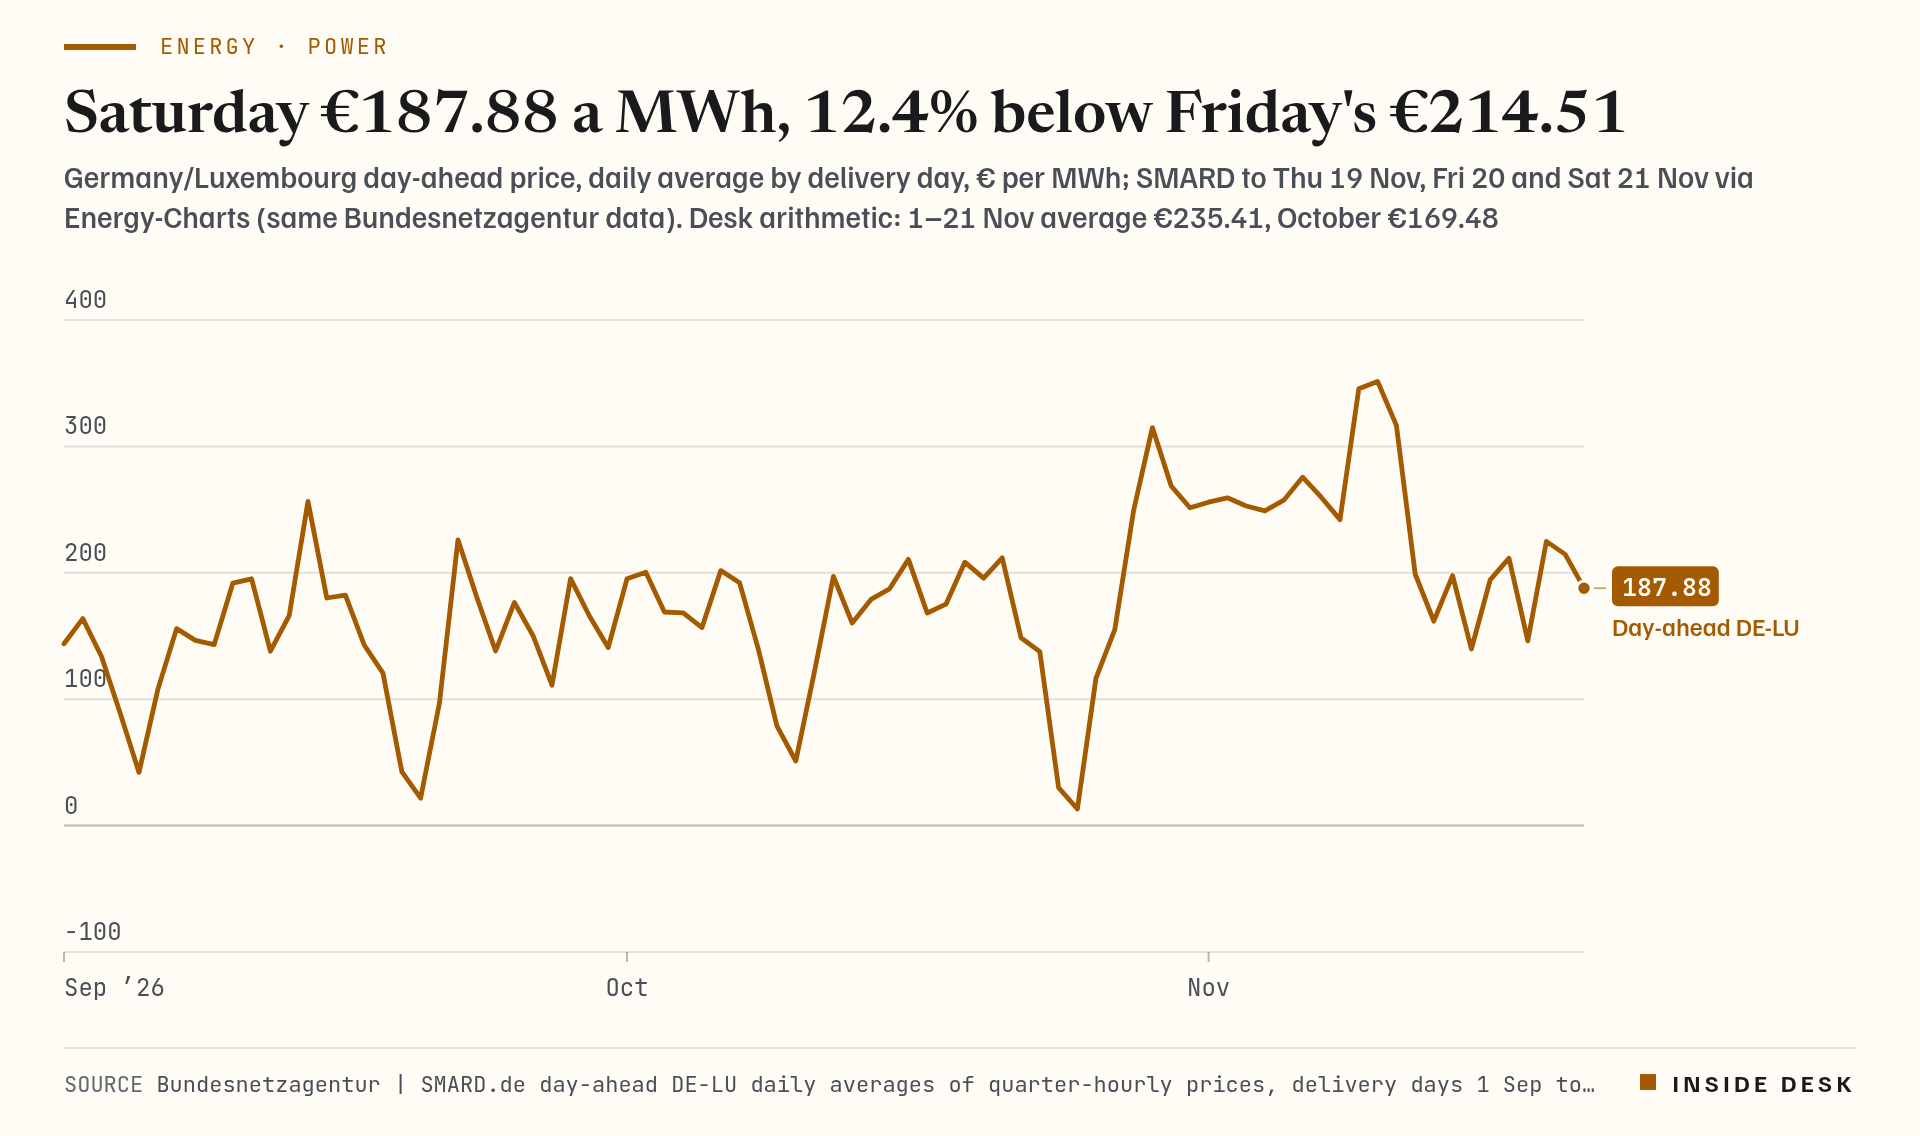 ENERGY · POWER
Saturday €187.88 a MWh, 12.4% below Friday's €214.51
Germany/Luxembourg day-ahead price, daily average by delivery day, € per MWh; SMARD to Thu 19 Nov, Fri 20 and Sat 21 Nov via
Energy-Charts (same Bundesnetzagentur data). Desk arithmetic: 1–21 Nov average €235.41, October €169.48
400
300
200
100
0
-100
187.88
Day-ahead DE-LU
Sep ’26
Oct
Nov
SOURCE Bundesnetzagentur | SMARD.de day-ahead DE-LU daily averages of quarter-hourly prices, delivery days 1 Sep to…
INSIDE DESK